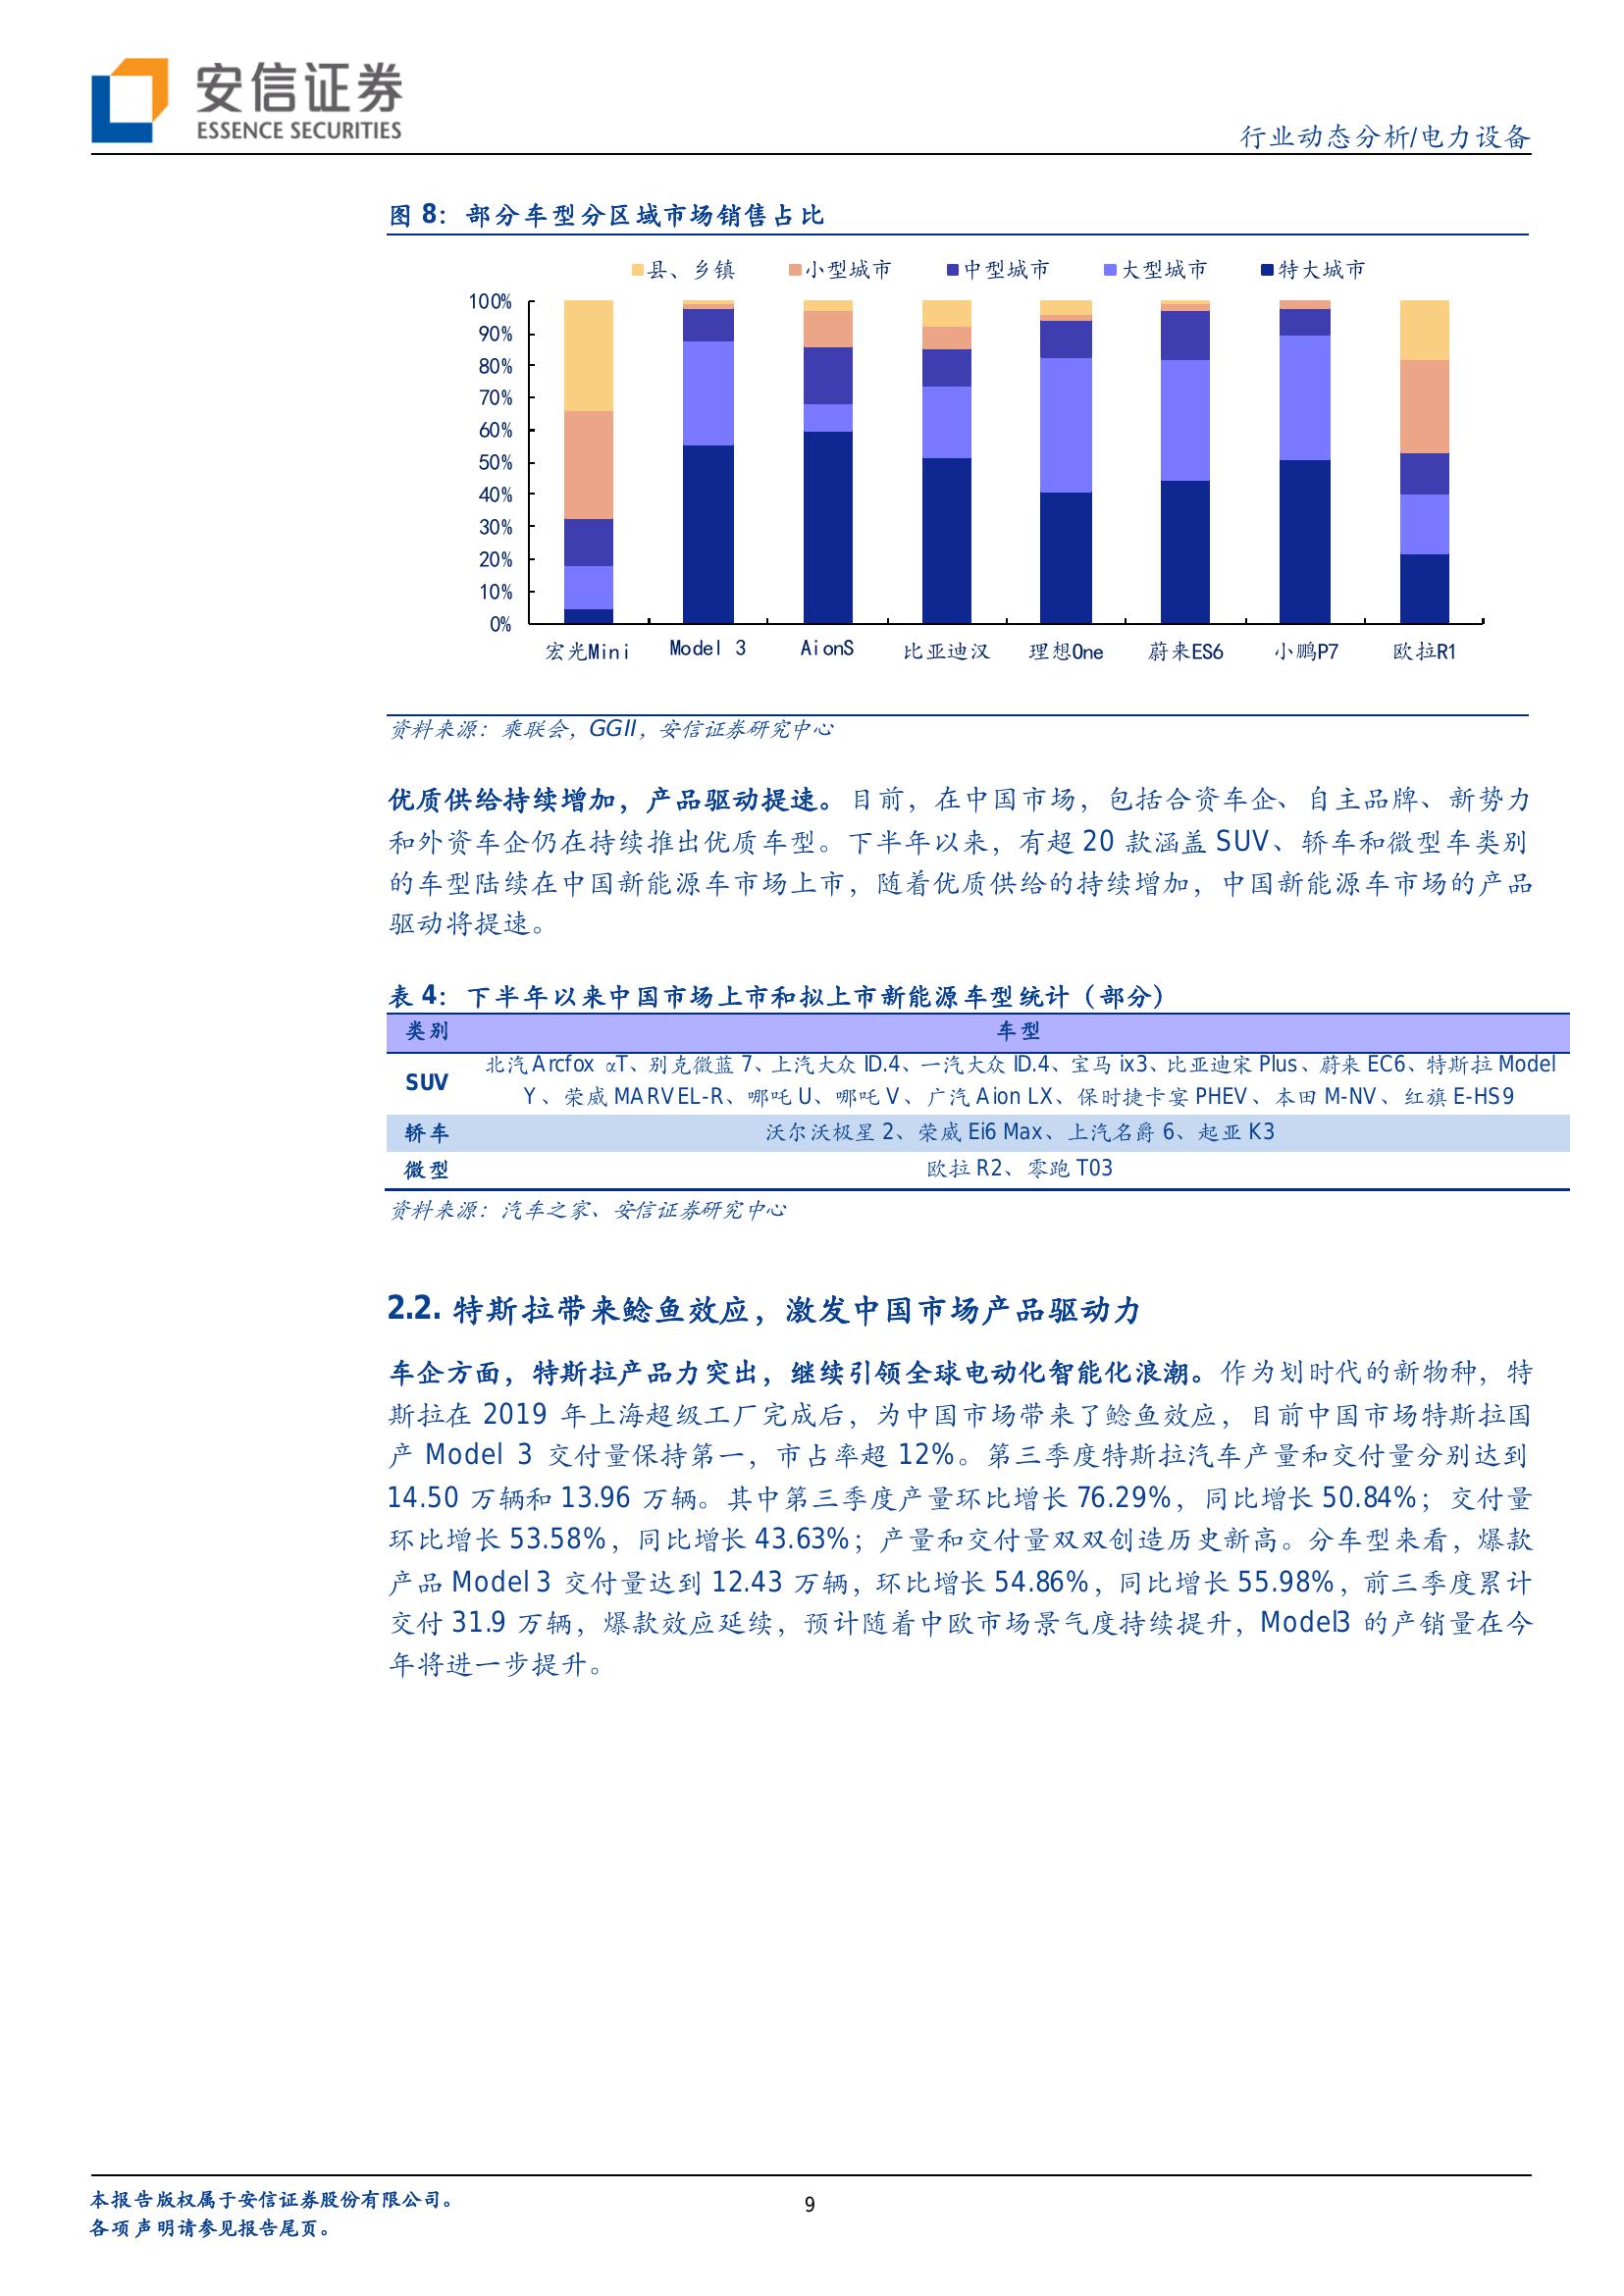 安信证券
ESSENCE SECURITIES
行业动态分析/电力设备
图 8：部分车型分区域市场销售占比
县、乡镇 小型城市 中型城市 大型城市 特大城市
100%
90%
80%
70%
60%
50%
40%
30%
20%
10%
0%
宏光Mini Model 3 AionS 比亚迪汉 理想One 蔚来ES6 小鹏P7 欧拉R1
资料来源：乘联会，GGII，安信证券研究中心
优质供给持续增加，产品驱动提速。目前，在中国市场，包括合资车企、自主品牌、新势力
和外资车企仍在持续推出优质车型。下半年以来，有超 20 款涵盖 SUV、轿车和微型车类别
的车型陆续在中国新能源车市场上市，随着优质供给的持续增加，中国新能源车市场的产品
驱动将提速。
表 4：下半年以来中国市场上市和拟上市新能源车型统计（部分）
类别 车型
SUV 北汽 Arcfox αT、别克微蓝 7、上汽大众 ID.4、一汽大众 ID.4、宝马 ix3、比亚迪宋 Plus、蔚来 EC6、特斯拉 Model
Y、荣威 MARVEL-R、哪吒 U、哪吒 V、广汽 Aion LX、保时捷卡宴 PHEV、本田 M-NV、红旗 E-HS9
轿车 沃尔沃极星 2、荣威 Ei6 Max、上汽名爵 6、起亚 K3
微型 欧拉 R2、零跑 T03
资料来源：汽车之家、安信证券研究中心
2.2. 特斯拉带来鲶鱼效应，激发中国市场产品驱动力
车企方面，特斯拉产品力突出，继续引领全球电动化智能化浪潮。作为划时代的新物种，特
斯拉在 2019 年上海超级工厂完成后，为中国市场带来了鲶鱼效应，目前中国市场特斯拉国
产 Model 3 交付量保持第一，市占率超 12%。第三季度特斯拉汽车产量和交付量分别达到
14.50 万辆和 13.96 万辆。其中第三季度产量环比增长 76.29%，同比增长 50.84%；交付量
环比增长 53.58%，同比增长 43.63%；产量和交付量双双创造历史新高。分车型来看，爆款
产品 Model 3 交付量达到 12.43 万辆，环比增长 54.86%，同比增长 55.98%，前三季度累计
交付 31.9 万辆，爆款效应延续，预计随着中欧市场景气度持续提升，Model3 的产销量在今
年将进一步提升。
本报告版权属于安信证券股份有限公司。
各项声明请参见报告尾页。
9